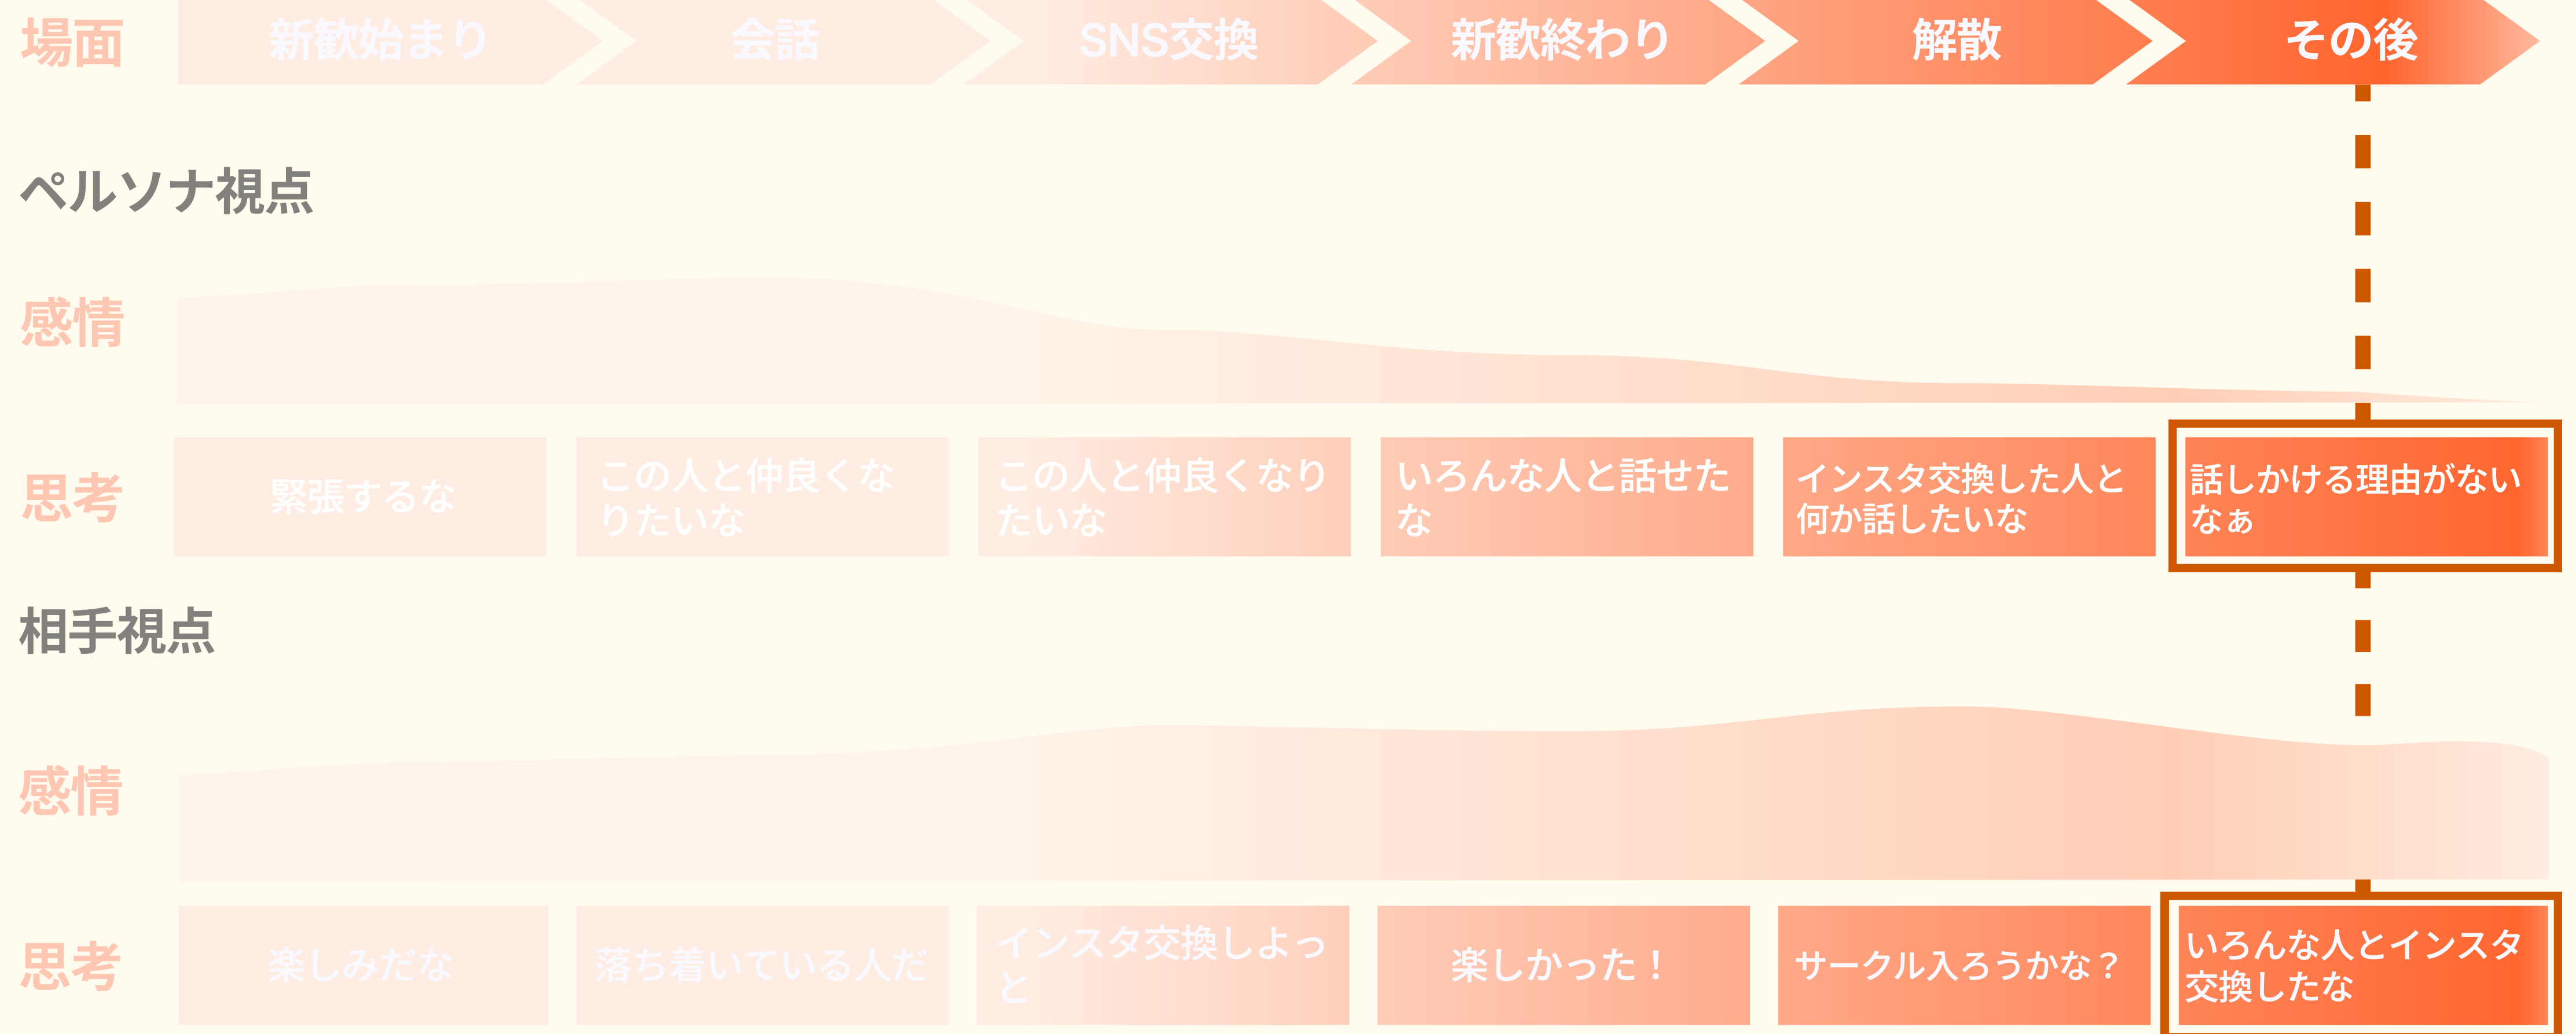 場面
新歓始まり
会話
SNS交換
新歓終わり
解散
その後
ペルソナ視点
感情
思考
緊張するな
この人と仲良くな
りたいな
この人と仲良くなり
たいな
いろんな人と話せた
な
インスタ交換した人と
何か話したいな
話しかける理由がない
なぁ
相手視点
感情
思考
楽しみだな
落ち着いている人だ
インスタ交換しよっ
と
楽しかった！
サークル入ろうかな？
いろんな人とインスタ
交換したな